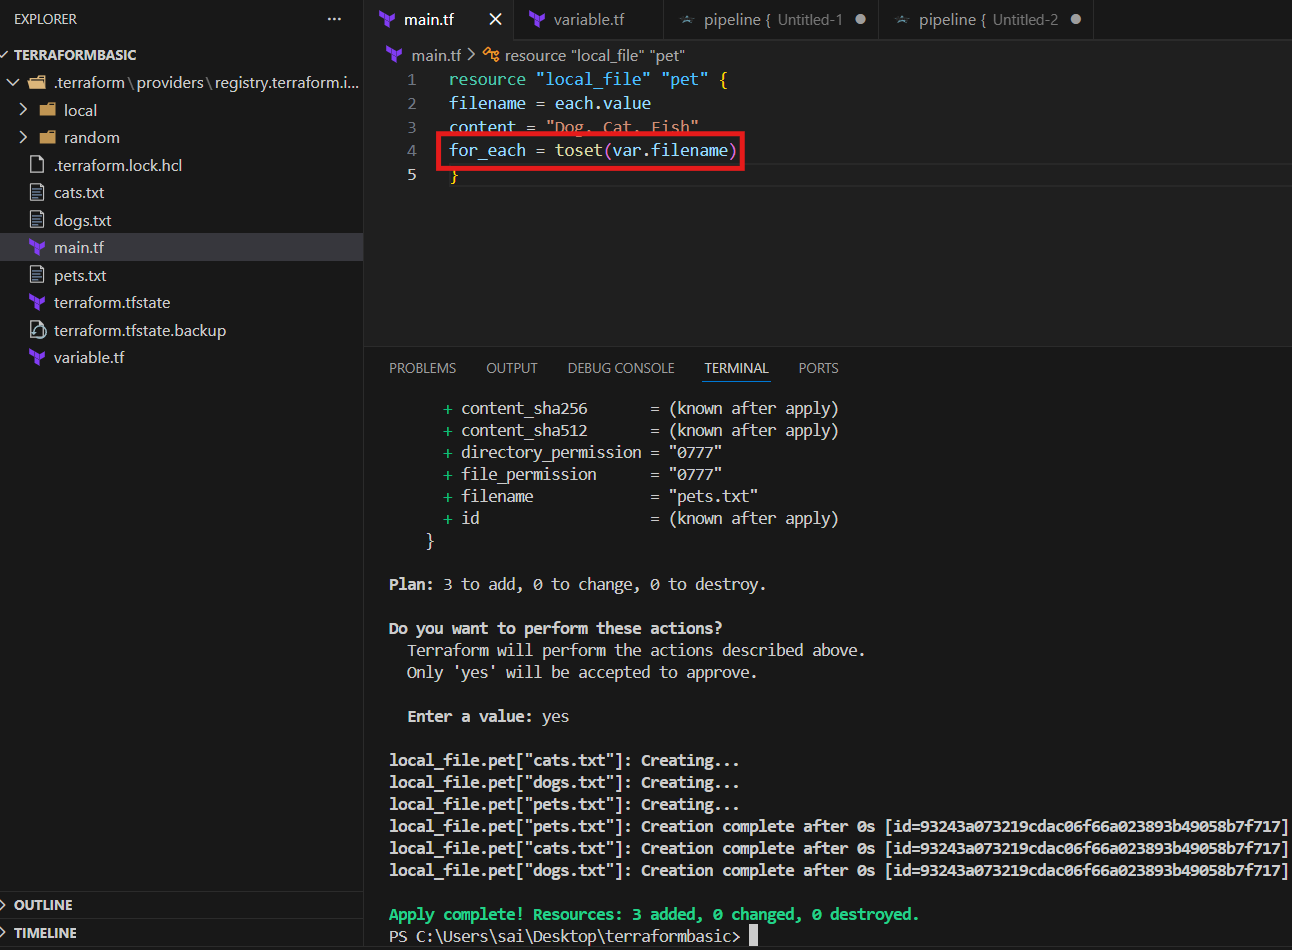 EXPLORER
···
TERRAFORMBASIC
.terraform\providers\registry.terraform.i...
local
random
.terraform.lock.hcl
cats.txt
dogs.txt
main.tf
pets.txt
terraform.tfstate
terraform.tfstate.backup
variable.tf
OUTLINE
TIMELINE
main.tf
variable.tf
pipeline { Untitled-1
pipeline { Untitled-2
main.tf > resource "local_file" "pet"
1 resource "local_file" "pet" {
2 filename = each.value
3 content = "Dog, Cat, Fish"
4 for_each = toset(var.filename)
5 }
PROBLEMS OUTPUT DEBUG CONSOLE TERMINAL PORTS
+ content_sha256 = (known after apply)
+ content_sha512 = (known after apply)
+ directory_permission = "0777"
+ file_permission = "0777"
+ filename = "pets.txt"
+ id = (known after apply)
}
Plan: 3 to add, 0 to change, 0 to destroy.
Do you want to perform these actions?
Terraform will perform the actions described above.
Only 'yes' will be accepted to approve.
Enter a value: yes
local_file.pet["cats.txt"]: Creating...
local_file.pet["dogs.txt"]: Creating...
local_file.pet["pets.txt"]: Creating...
local_file.pet["pets.txt"]: Creation complete after 0s [id=93243a073219cdac06f66a023893b49058b7f717]
local_file.pet["cats.txt"]: Creation complete after 0s [id=93243a073219cdac06f66a023893b49058b7f717]
local_file.pet["dogs.txt"]: Creation complete after 0s [id=93243a073219cdac06f66a023893b49058b7f717]
Apply complete! Resources: 3 added, 0 changed, 0 destroyed.
PS C:\Users\sai\Desktop\terraformbasic>